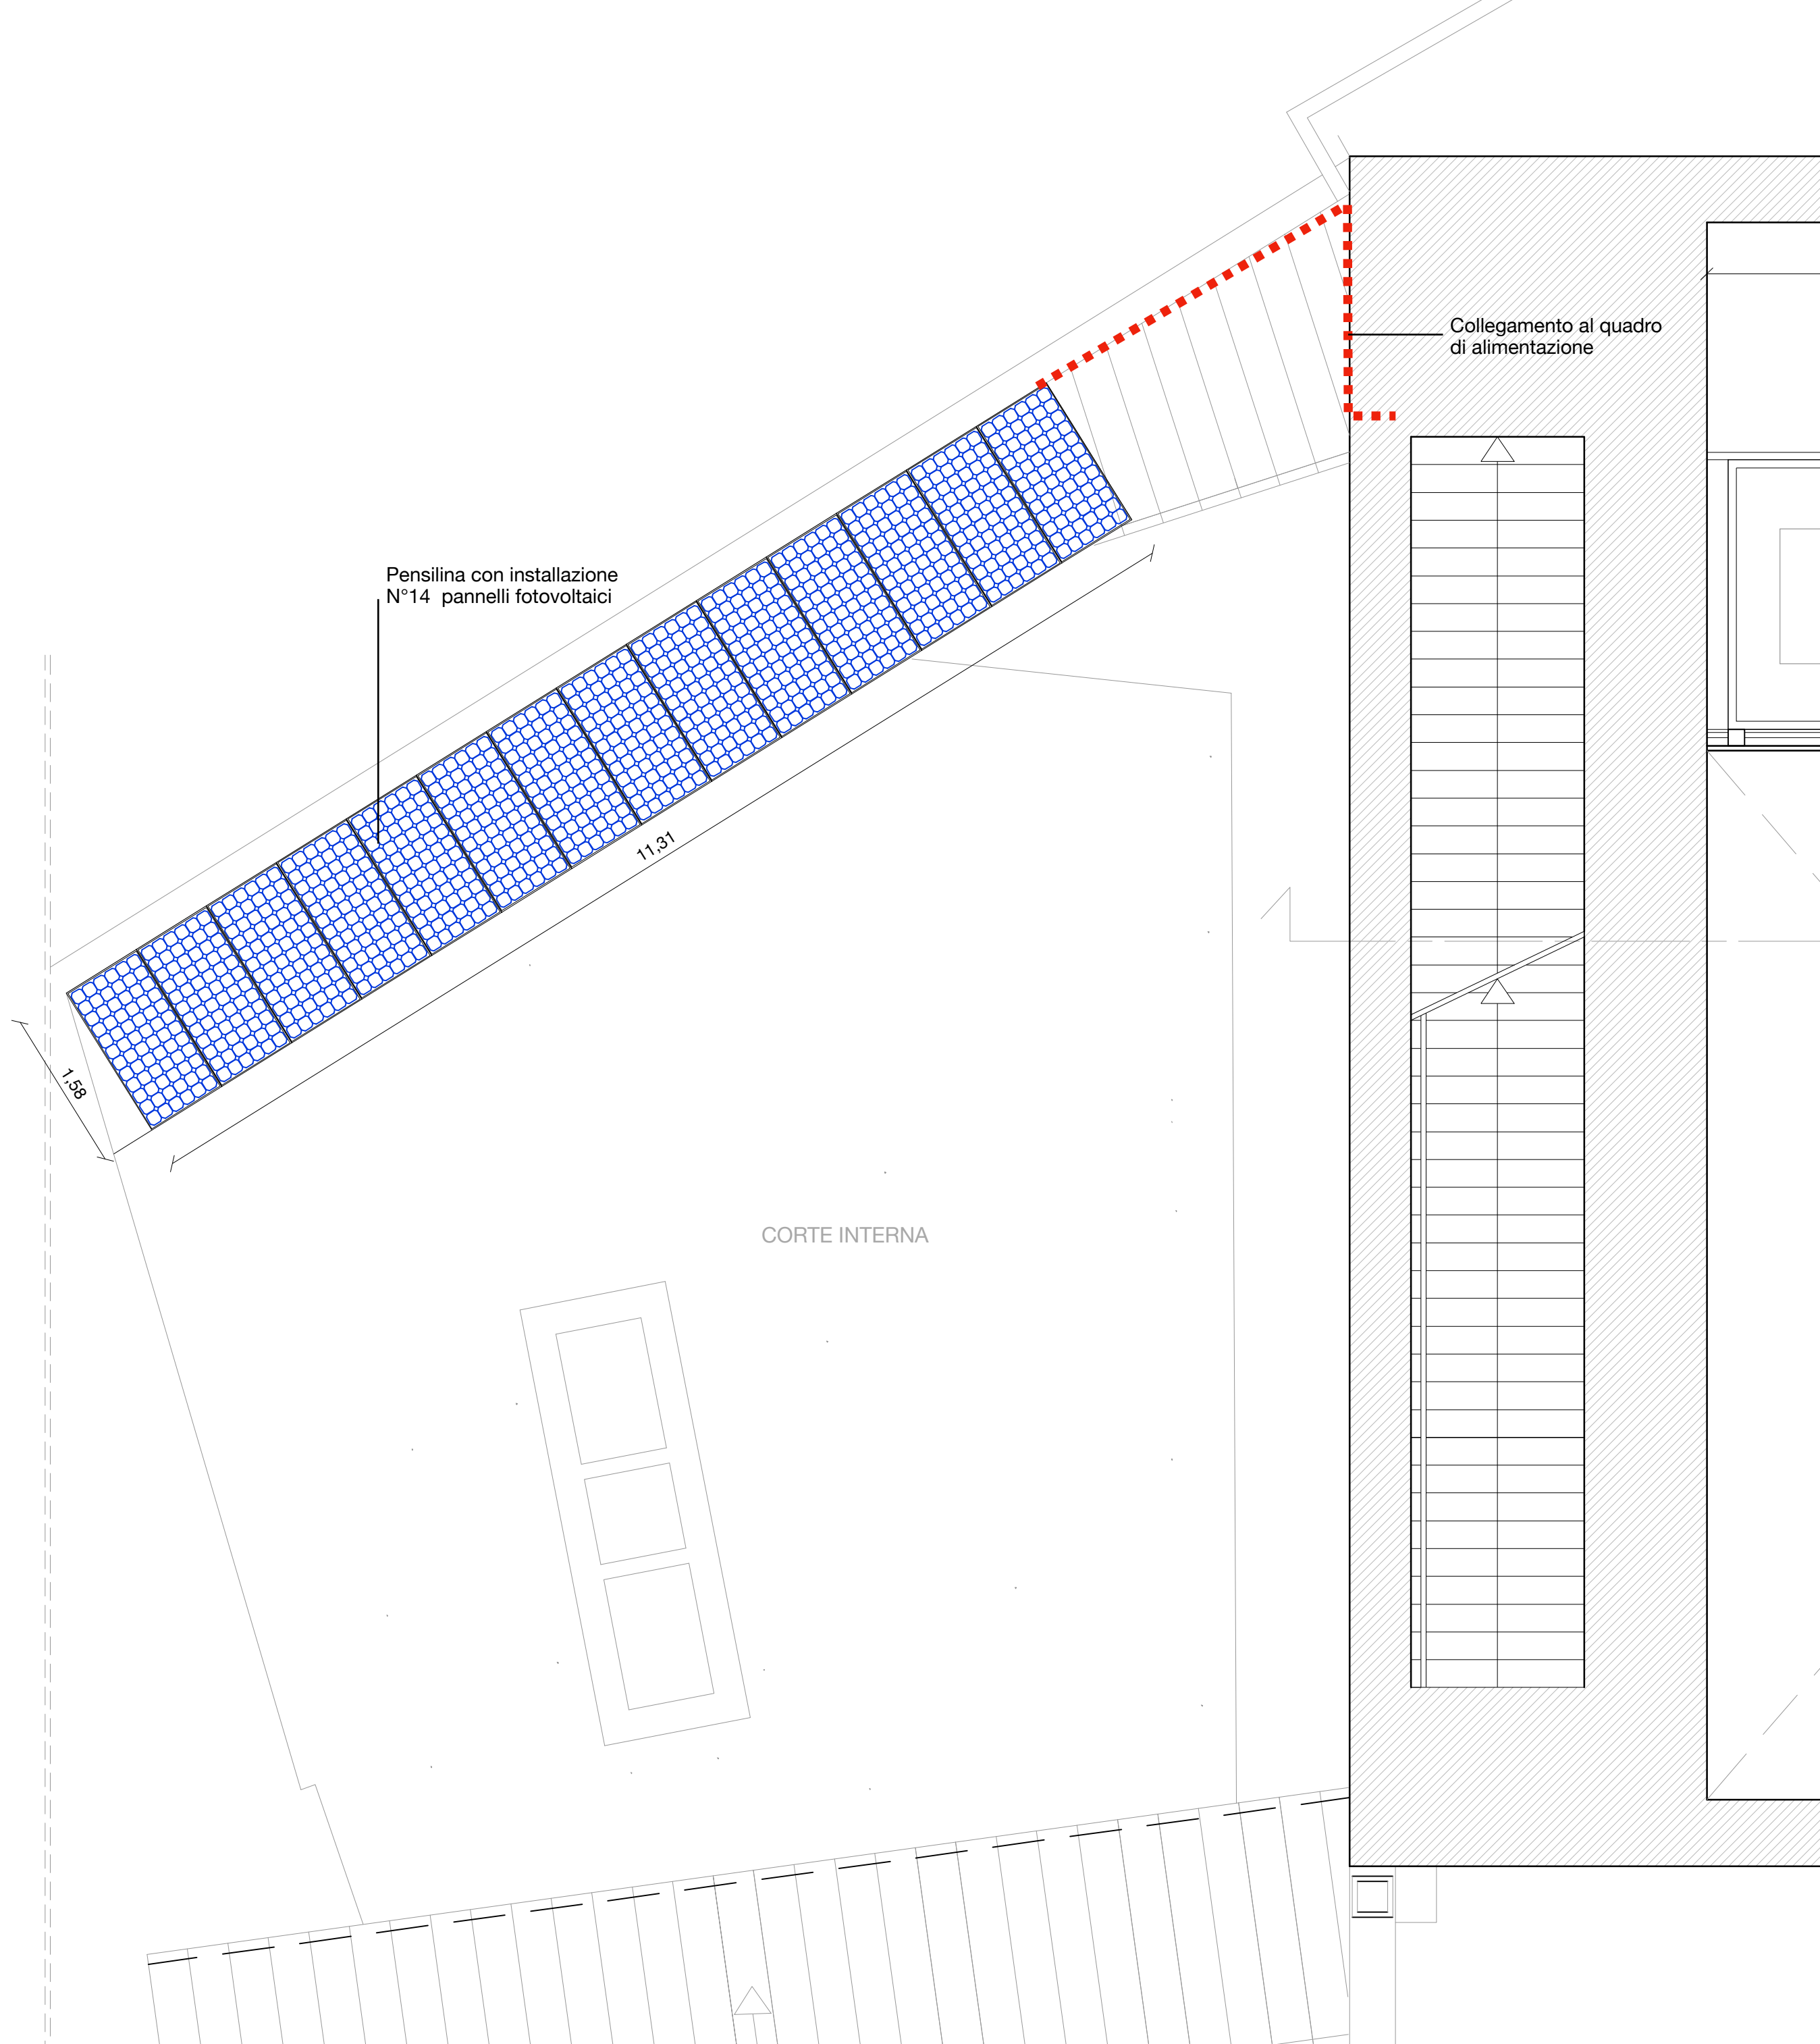 Collegamento al quadro
di alimentazione
Pensilina con installazione
N°14 pannelli fotovoltaici
11,31
1,58
CORTE INTERNA